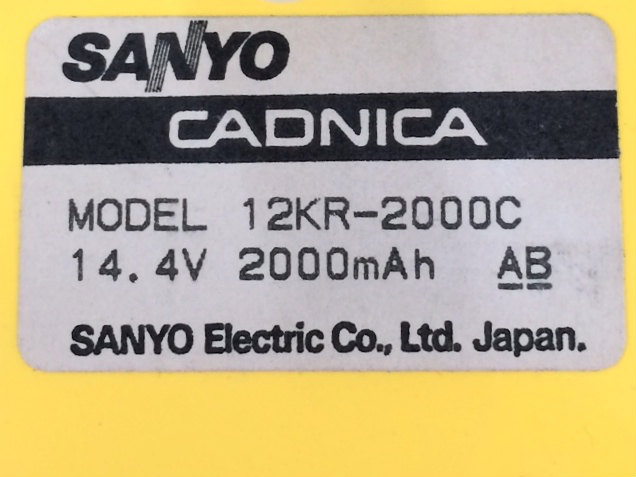 SANYO
CADNICA
MODEL 12KR-2000C
14.4V 2000mAh AB
SANYO Electric Co., Ltd. Japan.